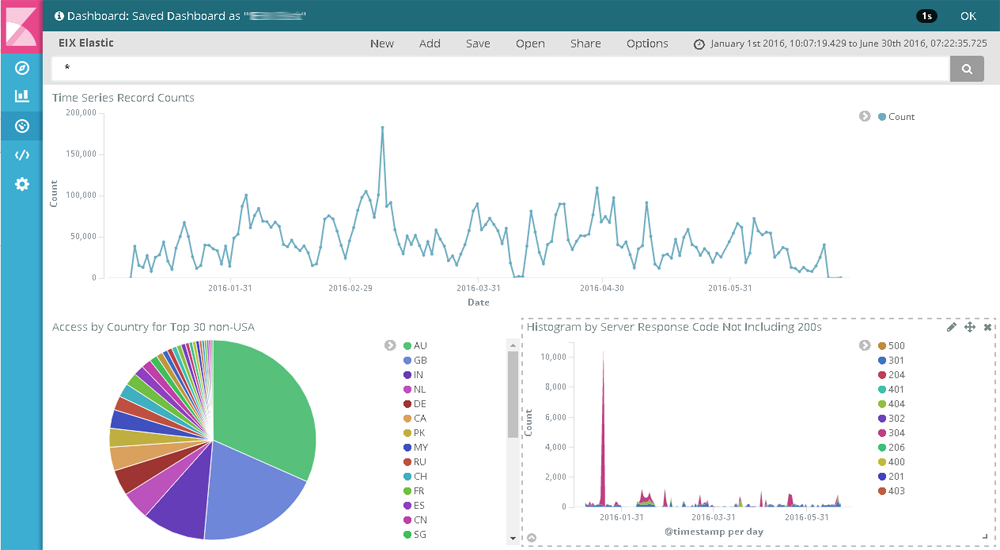 Dashboard: Saved Dashboard as "
1s OK
EIX Elastic New Add Save Open Share Options January 1st 2016, 10:07:19.429 to June 30th 2016, 07:22:35.725
*
Time Series Record Counts
200,000
150,000
100,000
50,000
0
Count
2016-01-31 2016-02-29 2016-03-31 2016-04-30 2016-05-31
Date
Count
Access by Country for Top 30 non-USA
AU
GB
IN
NL
DE
CA
PK
MY
RU
CH
FR
ES
CN
SG
Histogram by Server Response Code Not Including 200s
10,000
8,000
6,000
4,000
2,000
0
Count
2016-01-31 2016-03-31 2016-05-31
@timestamp per day
500
301
204
401
404
302
304
206
400
201
403